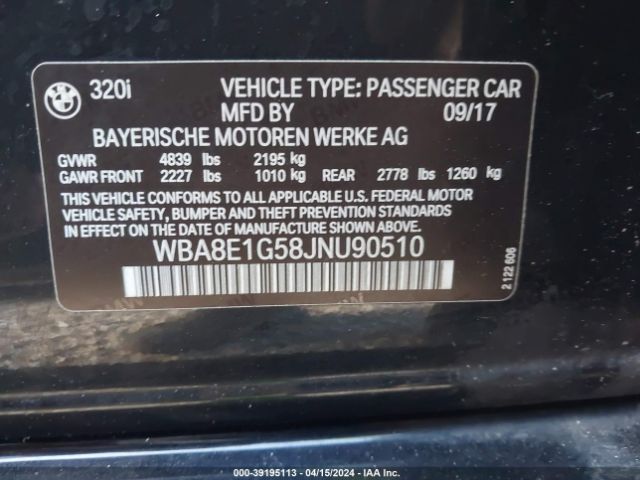 320i VEHICLE TYPE: PASSENGER CAR
MFD BY 09/17
BAYERISCHE MOTOREN WERKE AG
GVWR 4839 lbs 2195 kg
GAWR FRONT 2227 lbs 1010 kg REAR 2778 lbs 1260 kg
THIS VEHICLE CONFORMS TO ALL APPLICABLE U.S. FEDERAL MOTOR
VEHICLE SAFETY, BUMPER AND THEFT PREVENTION STANDARDS IN
EFFECT ON THE DATE OF MANUFACTURE SHOWN ABOVE.
WBA8E1G58JNU90510
2 122 606
000-39195113 - 04/15/2024 - IAA Inc.